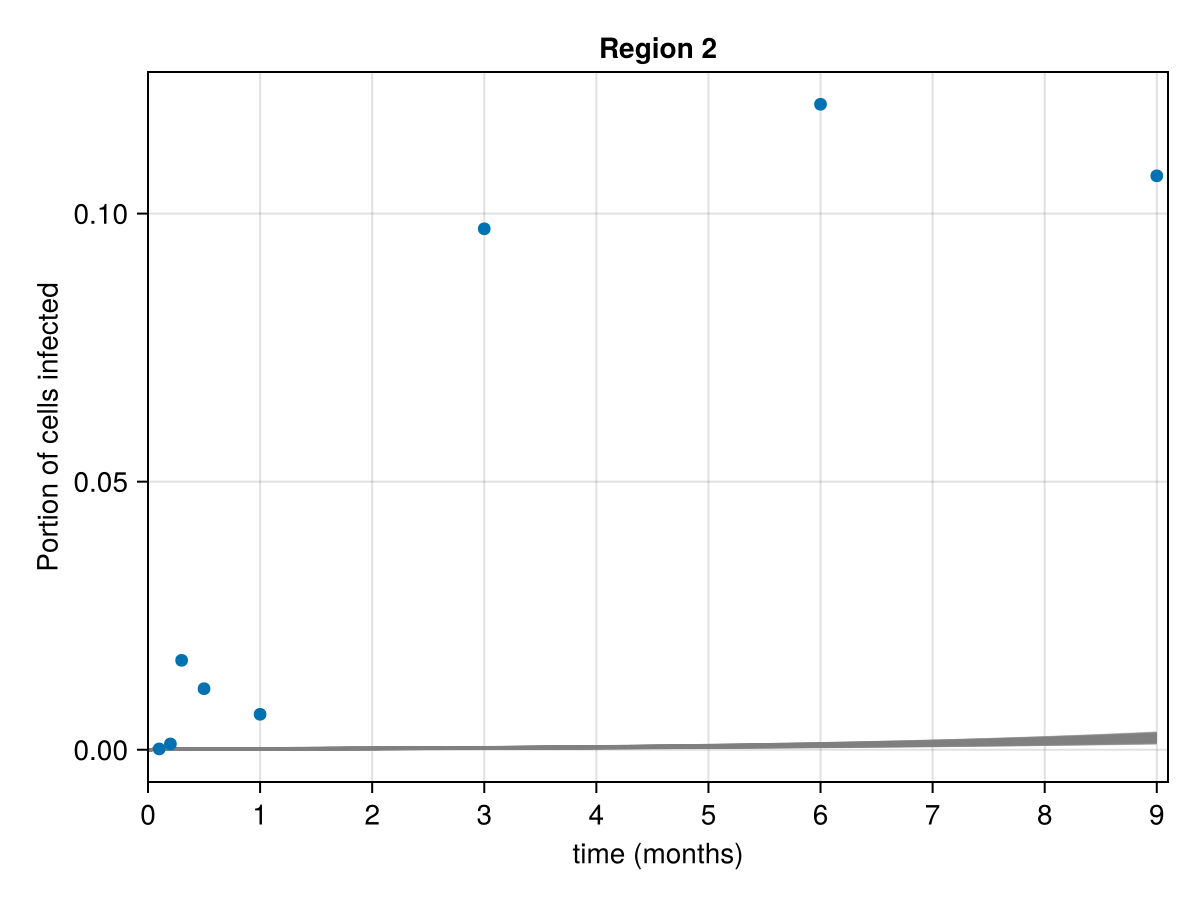 Region 2
Portion of cells infected
0.10
0.05
0.00
0 1 2 3 4 5 6 7 8 9
time (months)